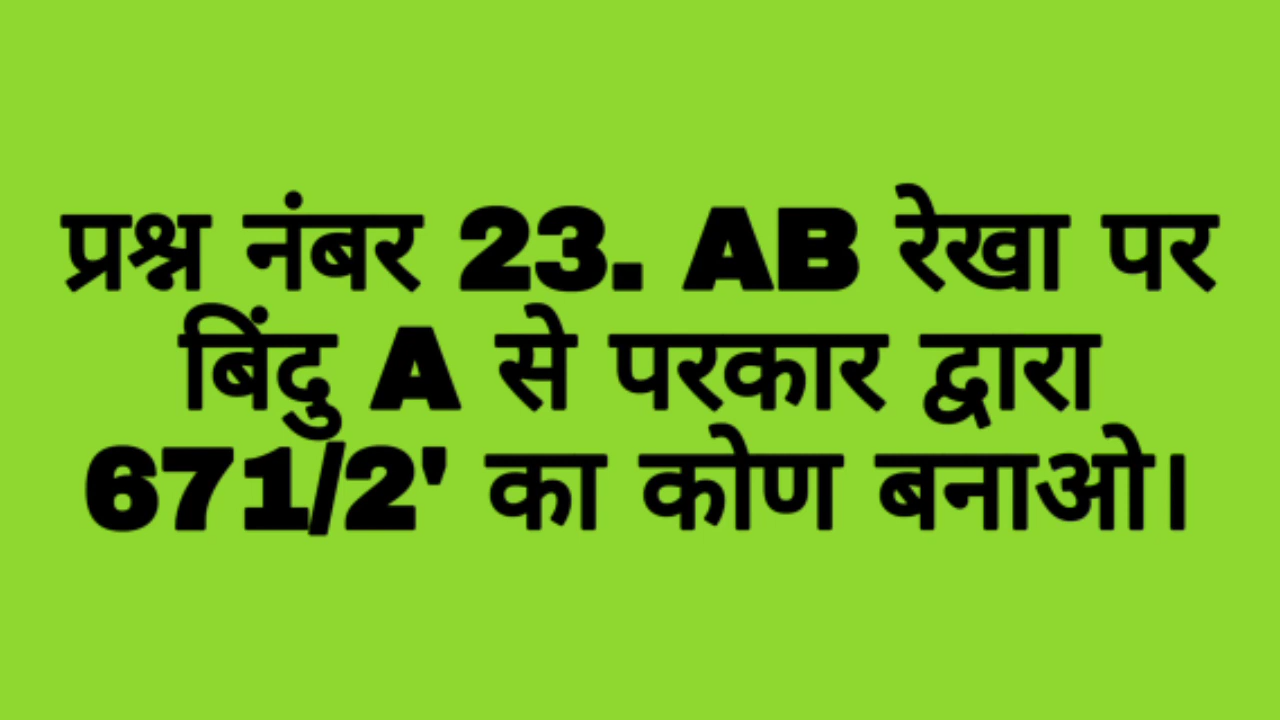 प्रश्न नंबर 23. AB रेखा पर
बिंदु A से परकार द्वारा
671/2' का कोण बनाओ।